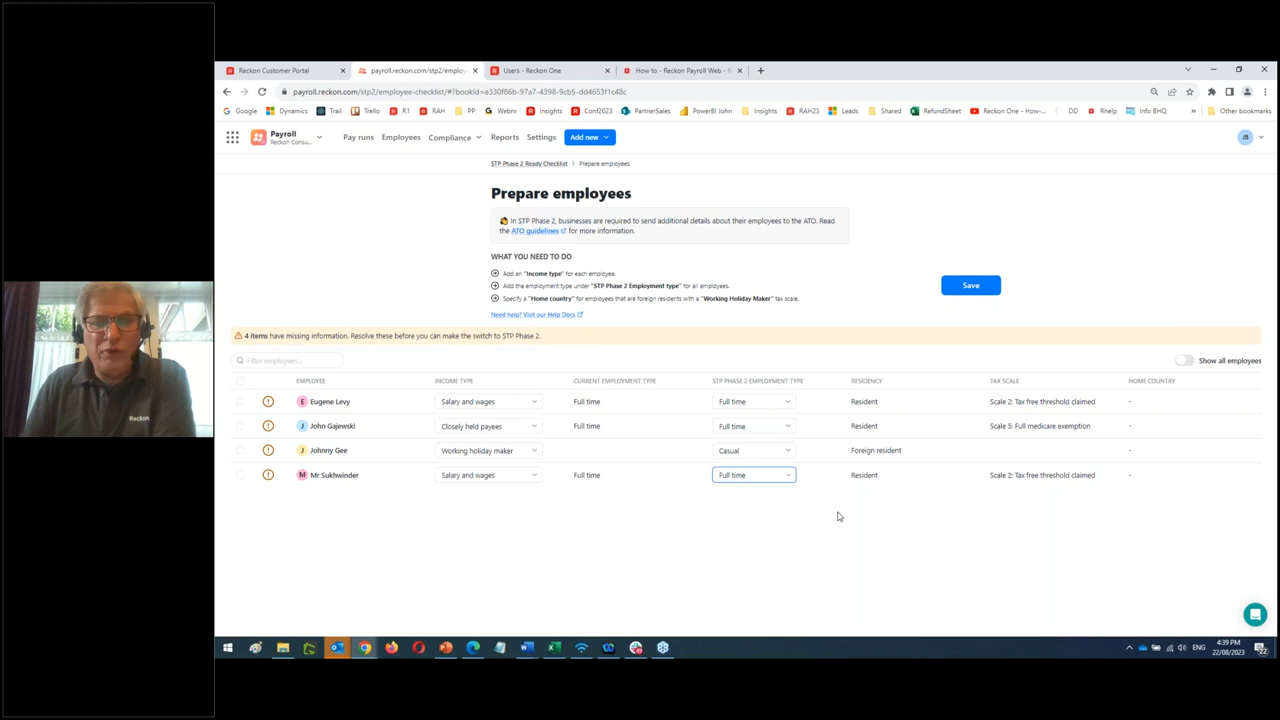 Reckon Customer Portal
payroll.reckon.com/stp2/employe
Users - Reckon One
How to - Reckon Payroll Web - R
payroll.reckon.com/stp2/employee-checklist/#?bookId=e330f86b-97a7-4398-9cb5-dd4653f1c48c
Google Dynamics Trail Trello R1 RAH PP Webnr Insights Conf2023 PartnerSales PowerBI John Insights RAH23 Leads Shared RefundSheet Reckon One - How-... DD Rhelp Info BHQ Other bookmarks
Payroll
Reckon Consu...
Pay runs Employees Compliance Reports Settings Add new JB
STP Phase 2 Ready Checklist > Prepare employees
Prepare employees
In STP Phase 2, businesses are required to send additional details about their employees to the ATO. Read
the ATO guidelines for more information.
WHAT YOU NEED TO DO
Add an "Income type" for each employee.
Add the employment type under "STP Phase 2 Employment type" for all employees.
Specify a "Home country" for employees that are foreign residents with a "Working Holiday Maker" tax scale.
Save
Need help? Visit our Help Docs
4 items have missing information. Resolve these before you can make the switch to STP Phase 2.
Filter employees...
Show all employees
EMPLOYEE INCOME TYPE CURRENT EMPLOYMENT TYPE STP PHASE 2 EMPLOYMENT TYPE RESIDENCY TAX SCALE HOME COUNTRY
E Eugene Levy Salary and wages Full time Full time Resident Scale 2: Tax free threshold claimed -
J John Gajewski Closely held payees Full time Full time Resident Scale 5: Full medicare exemption -
J Johnny Gee Working holiday maker Casual Foreign resident
M Mr Sukhwinder Salary and wages Full time Full time Resident Scale 2: Tax free threshold claimed -
Reckon
ENG
4:39 PM
22/08/2023
22